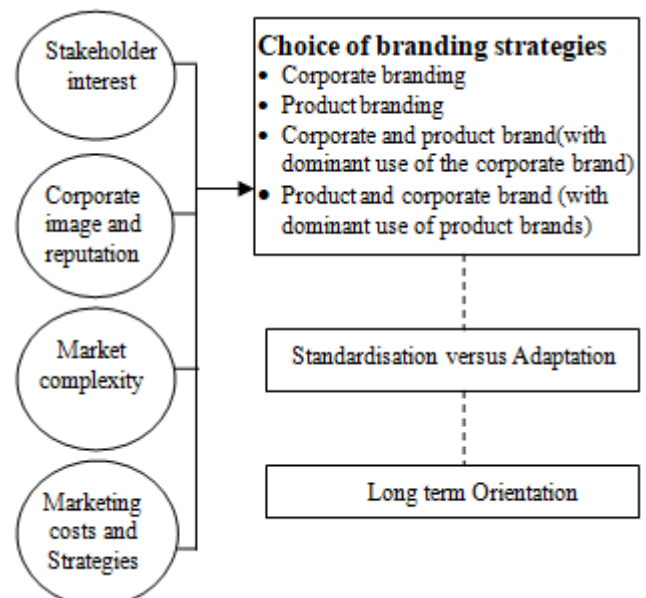 Stakeholder
interest
Corporate
image and
reputation
Market
complexity
Marketing
costs and
Strategies
Choice of branding strategies
• Corporate branding
• Product branding
• Corporate and product brand(with
dominant use of the corporate brand)
• Product and corporate brand (with
dominant use of product brands)
Standardisation versus Adaptation
Long term Orientation